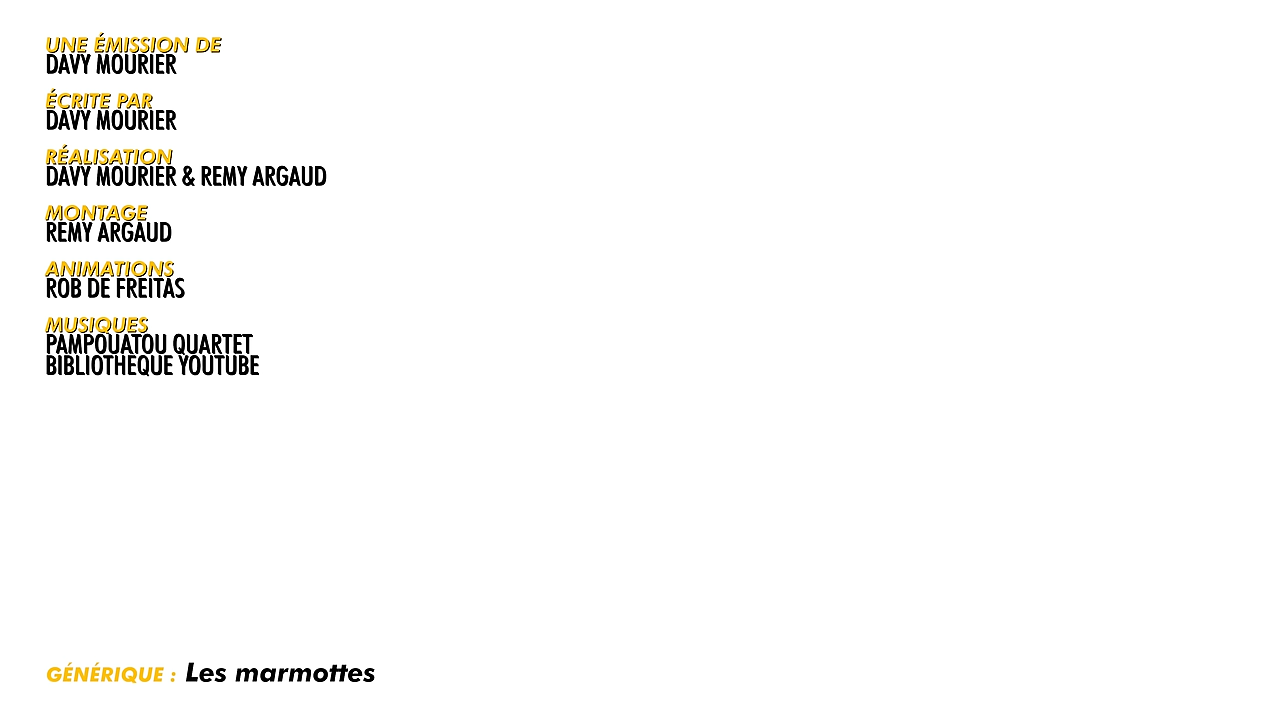 UNE ÉMISSION DE
DAVY MOURIER
ÉCRITE PAR
DAVY MOURIER
RÉALISATION
DAVY MOURIER & REMY ARGAUD
MONTAGE
REMY ARGAUD
ANIMATIONS
ROB DE FREITAS
MUSIQUES
PAMPOUATOU QUARTET
BIBLIOTHEQUE YOUTUBE
GÉNÉRIQUE : Les marmottes